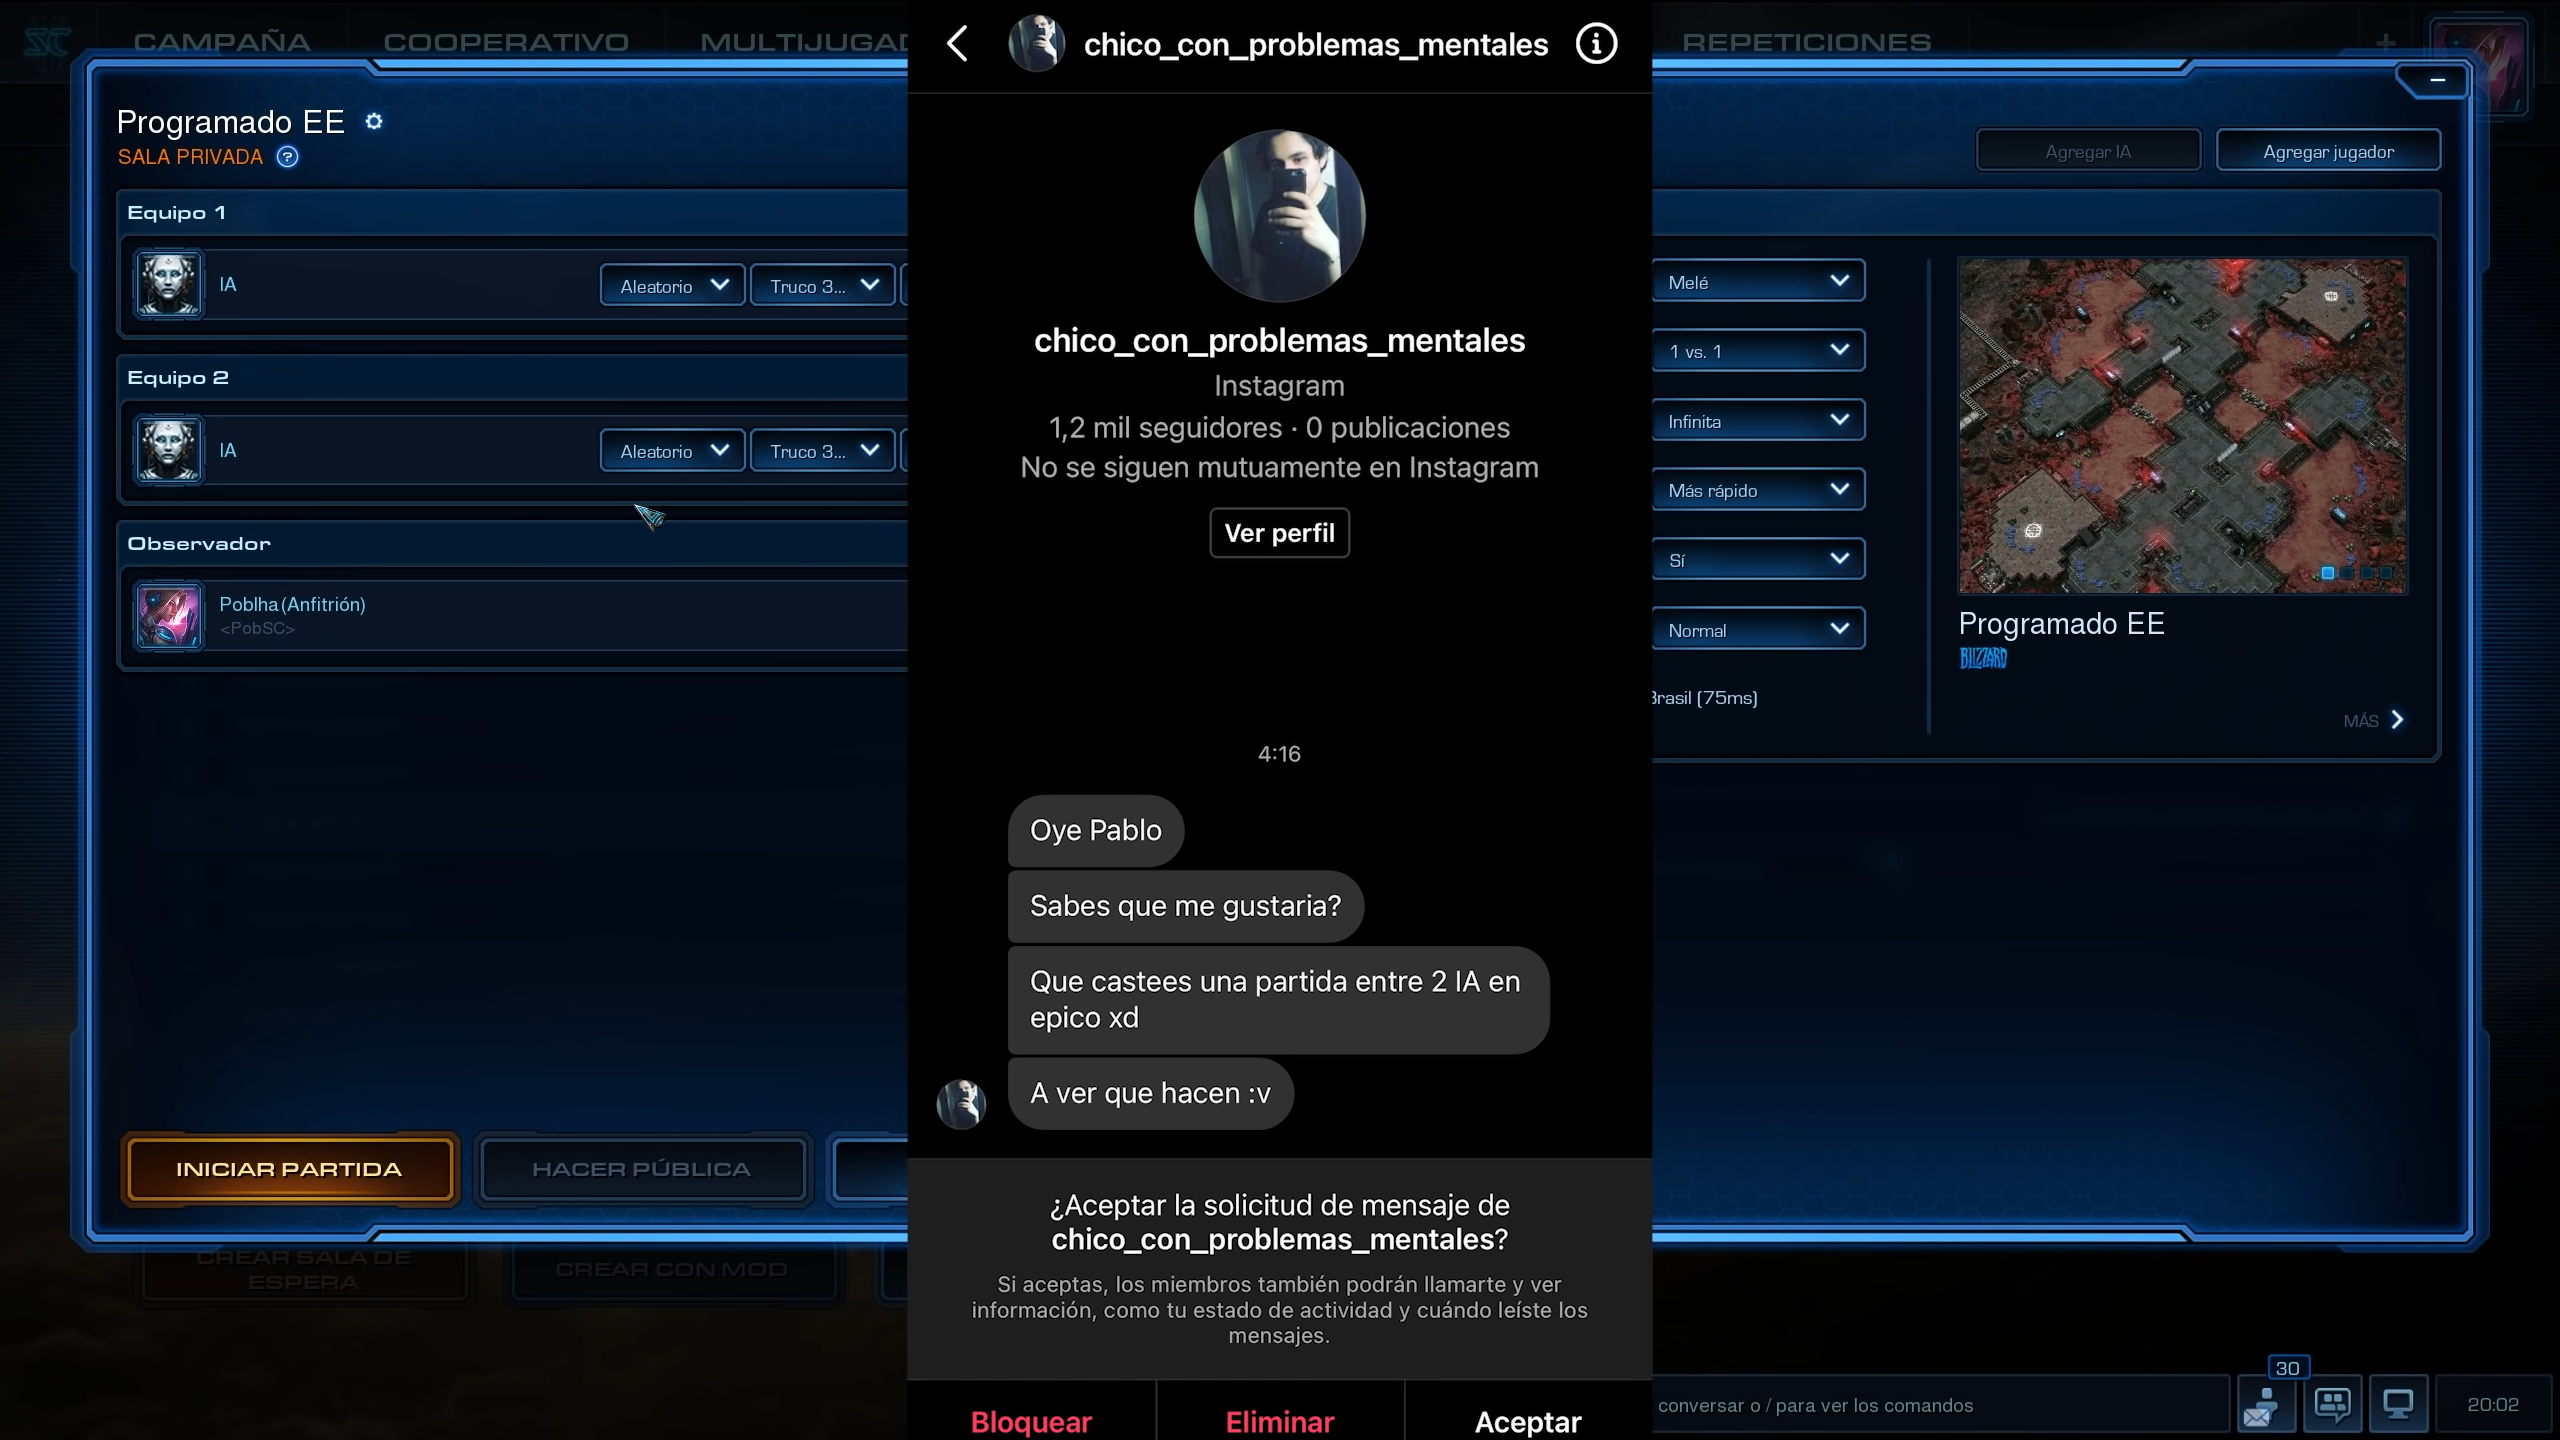 CAMPAÑA
COOPERATIVO
MULTIJUGAD
REPETICIONES
Programado EE
SALA PRIVADA ?
Agregar IA
Agregar jugador
Equipo 1
IA
Aleatorio
Truco 3...
Equipo 2
IA
Aleatorio
Truco 3...
Observador
Poblha (Anfitrión)
<PobSC>
INICIAR PARTIDA
HACER PÚBLICA
CREAR SALA DE
ESPERA
CREAR CON MOD
chico_con_problemas_mentales
chico_con_problemas_mentales
Instagram
1,2 mil seguidores · 0 publicaciones
No se siguen mutuamente en Instagram
Ver perfil
4:16
Oye Pablo
Sabes que me gustaria?
Que castees una partida entre 2 IA en
epico xd
A ver que hacen :v
¿Aceptar la solicitud de mensaje de
chico_con_problemas_mentales?
Si aceptas, los miembros también podrán llamarte y ver
información, como tu estado de actividad y cuándo leíste los
mensajes.
Bloquear
Eliminar
Aceptar
Melé
1 vs. 1
Infinita
Más rápido
Sí
Normal
Brasil (75ms)
Programado EE
BLIZZARD
MÁS
30
conversar o / para ver los comandos
20:02